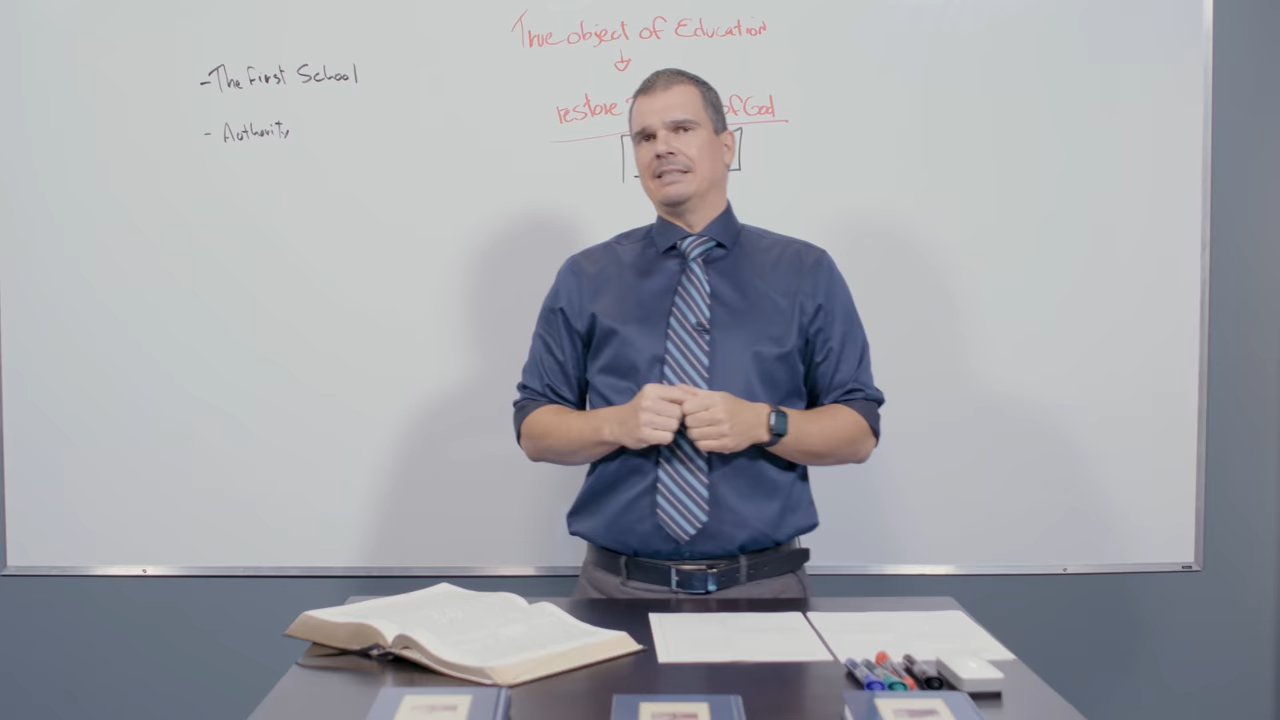 True object of Education
restore of God
- The First School
- Authority